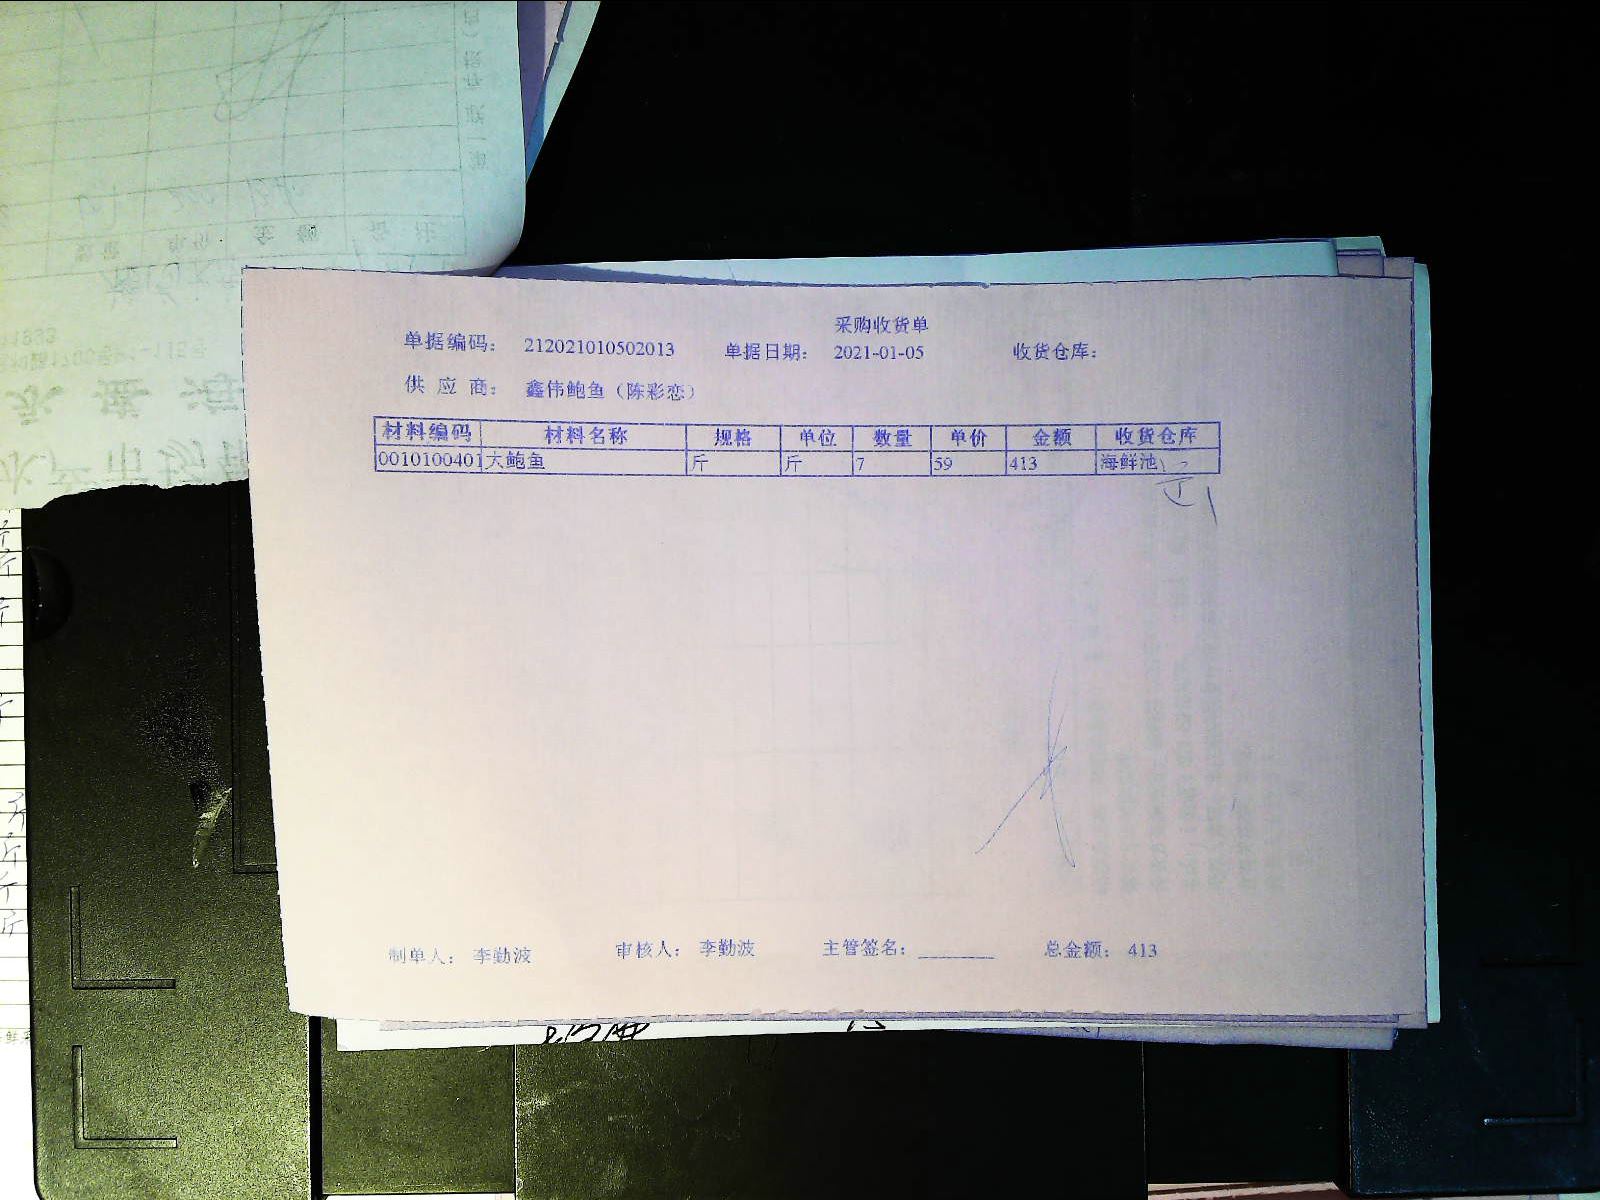 采购收货单
单据编码： 212021010502013 单据日期： 2021-01-05 收货仓库：
供 应 商： 鑫伟鲍鱼（陈彩恋）
材料编码 材料名称 规格 单位 数量 单价 金额 收货仓库
0010100401 大鲍鱼 斤 斤 7 59 413 海鲜池
制单人： 李勤波 审核人： 李勤波 主管签名： 总金额： 413